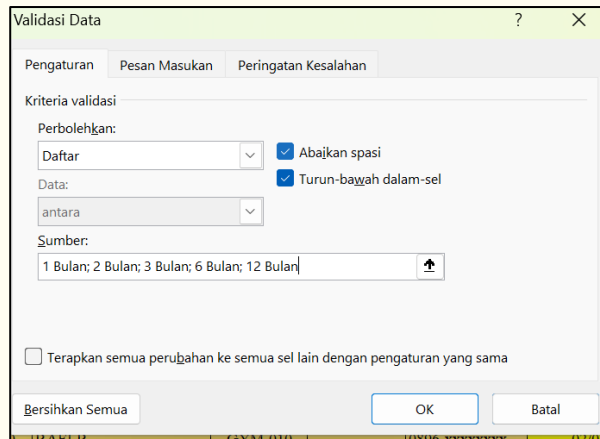 Validasi Data ? ×
Pengaturan Pesan Masukan Peringatan Kesalahan
Kriteria validasi
Perbolehkan:
Daftar
Abaikan spasi
Data:
Turun-bawah dalam-sel
antara
Sumber:
1 Bulan; 2 Bulan; 3 Bulan; 6 Bulan; 12 Bulan
Terapkan semua perubahan ke semua sel lain dengan pengaturan yang sama
Bersihkan Semua OK Batal